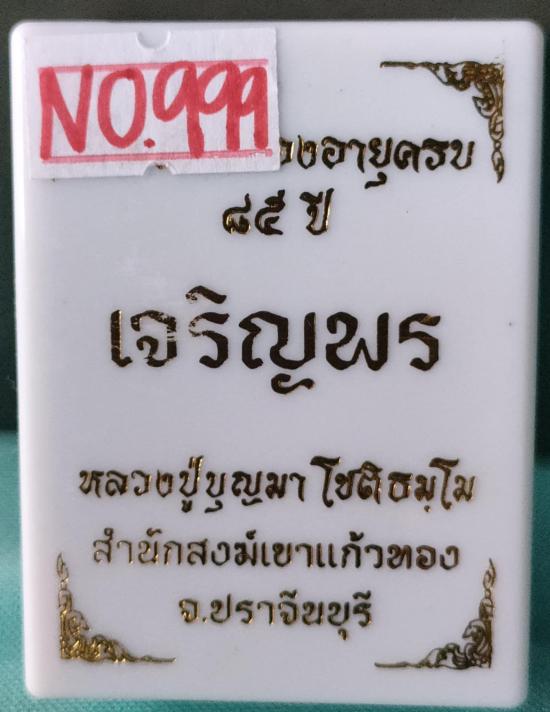 NO.999
อายุครบ
๘๕ ปี
เจริญพร
หลวงปู่บุญมา โชติธมฺโม
สำนักสงฆ์เขาแก้วทอง
จ.ปราจีนบุรี